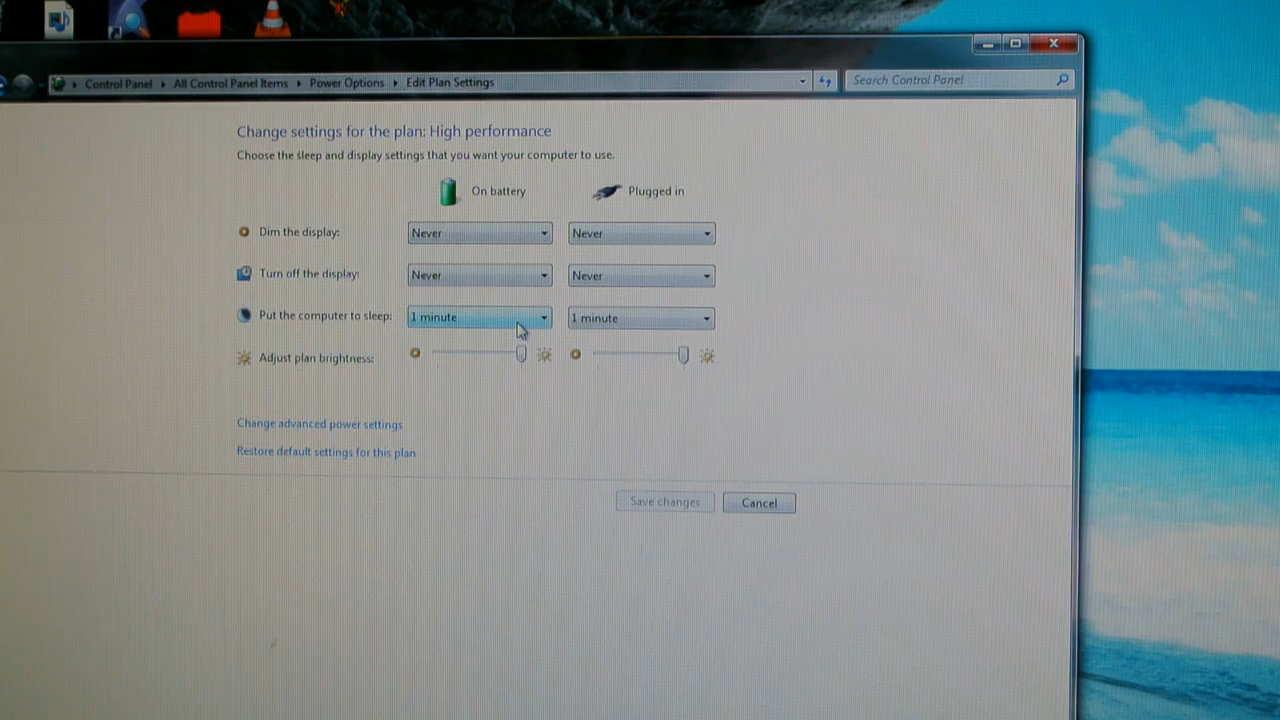 Control Panel
All Control Panel Items
Power Options
Edit Plan Settings
Search Control Panel
Change settings for the plan: High performance
Choose the sleep and display settings that you want your computer to use.
On battery
Plugged in
Dim the display:
Never
Never
Turn off the display:
Never
Never
Put the computer to sleep:
1 minute
1 minute
Adjust plan brightness:
Change advanced power settings
Restore default settings for this plan
Save changes
Cancel